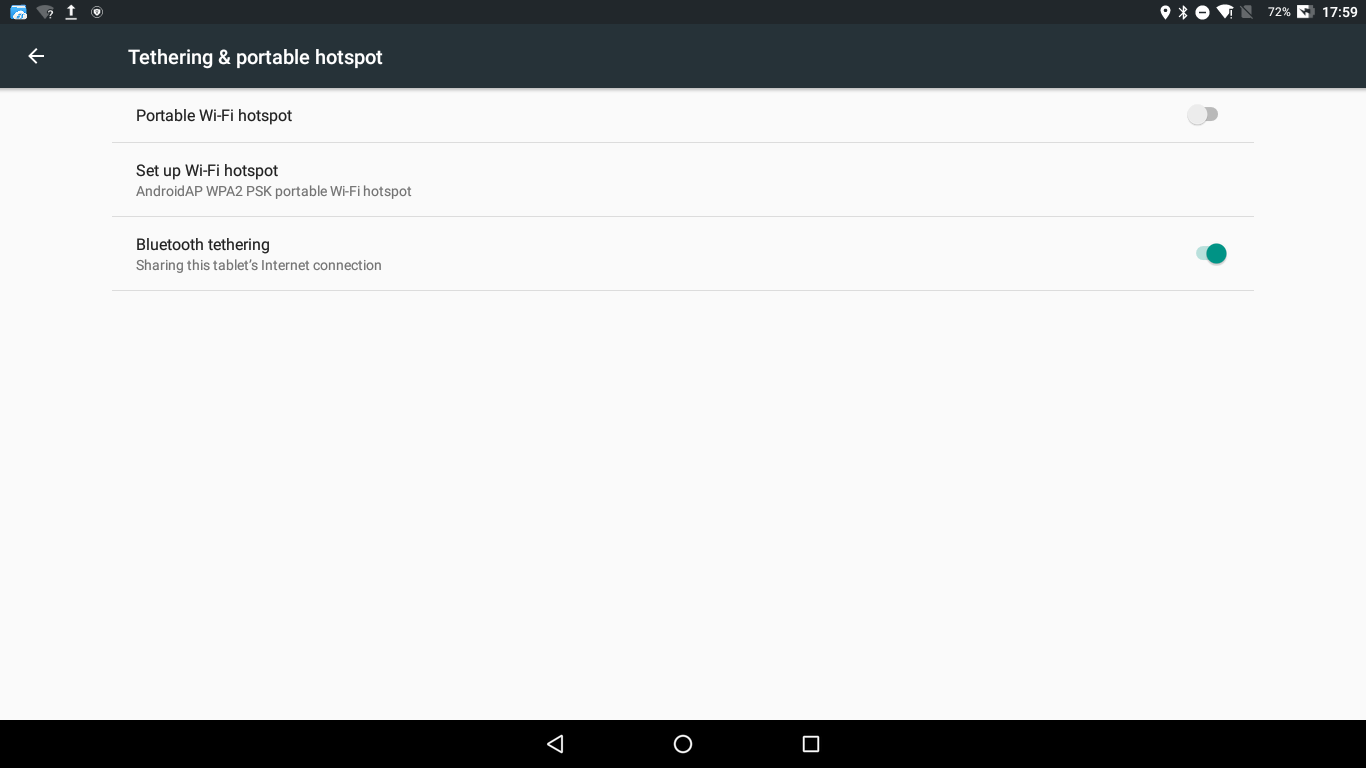 72% 17:59
Tethering & portable hotspot
Portable Wi-Fi hotspot
Set up Wi-Fi hotspot
AndroidAP WPA2 PSK portable Wi-Fi hotspot
Bluetooth tethering
Sharing this tablet's Internet connection